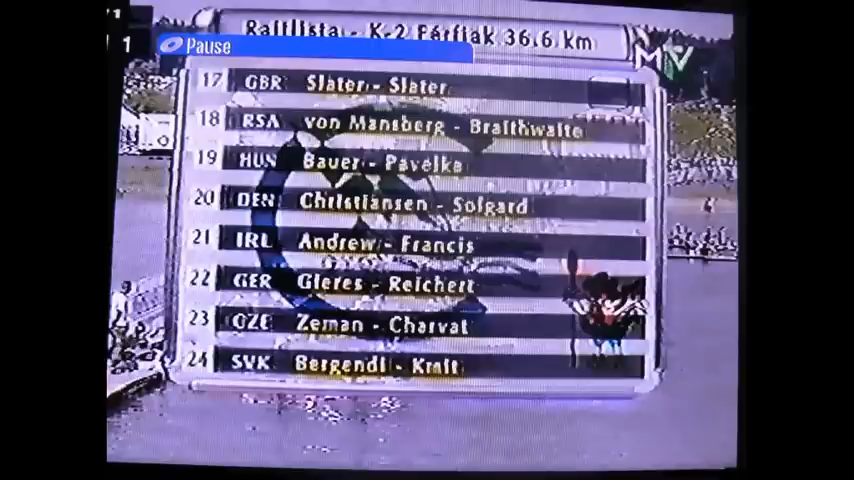 Rajtlista - K-2 Férfiak 36.6 km
MTV
1
Pause
17 GBR Slater - Slater
18 RSA von Mansberg - Braithwaite
19 HUN Bauer - Pavelka
20 DEN Christiansen - Solgard
21 IRL Andrew - Francis
22 GER Gieres - Reichert
23 CZE Zeman - Charvat
24 SVK Bergendi - Kralt